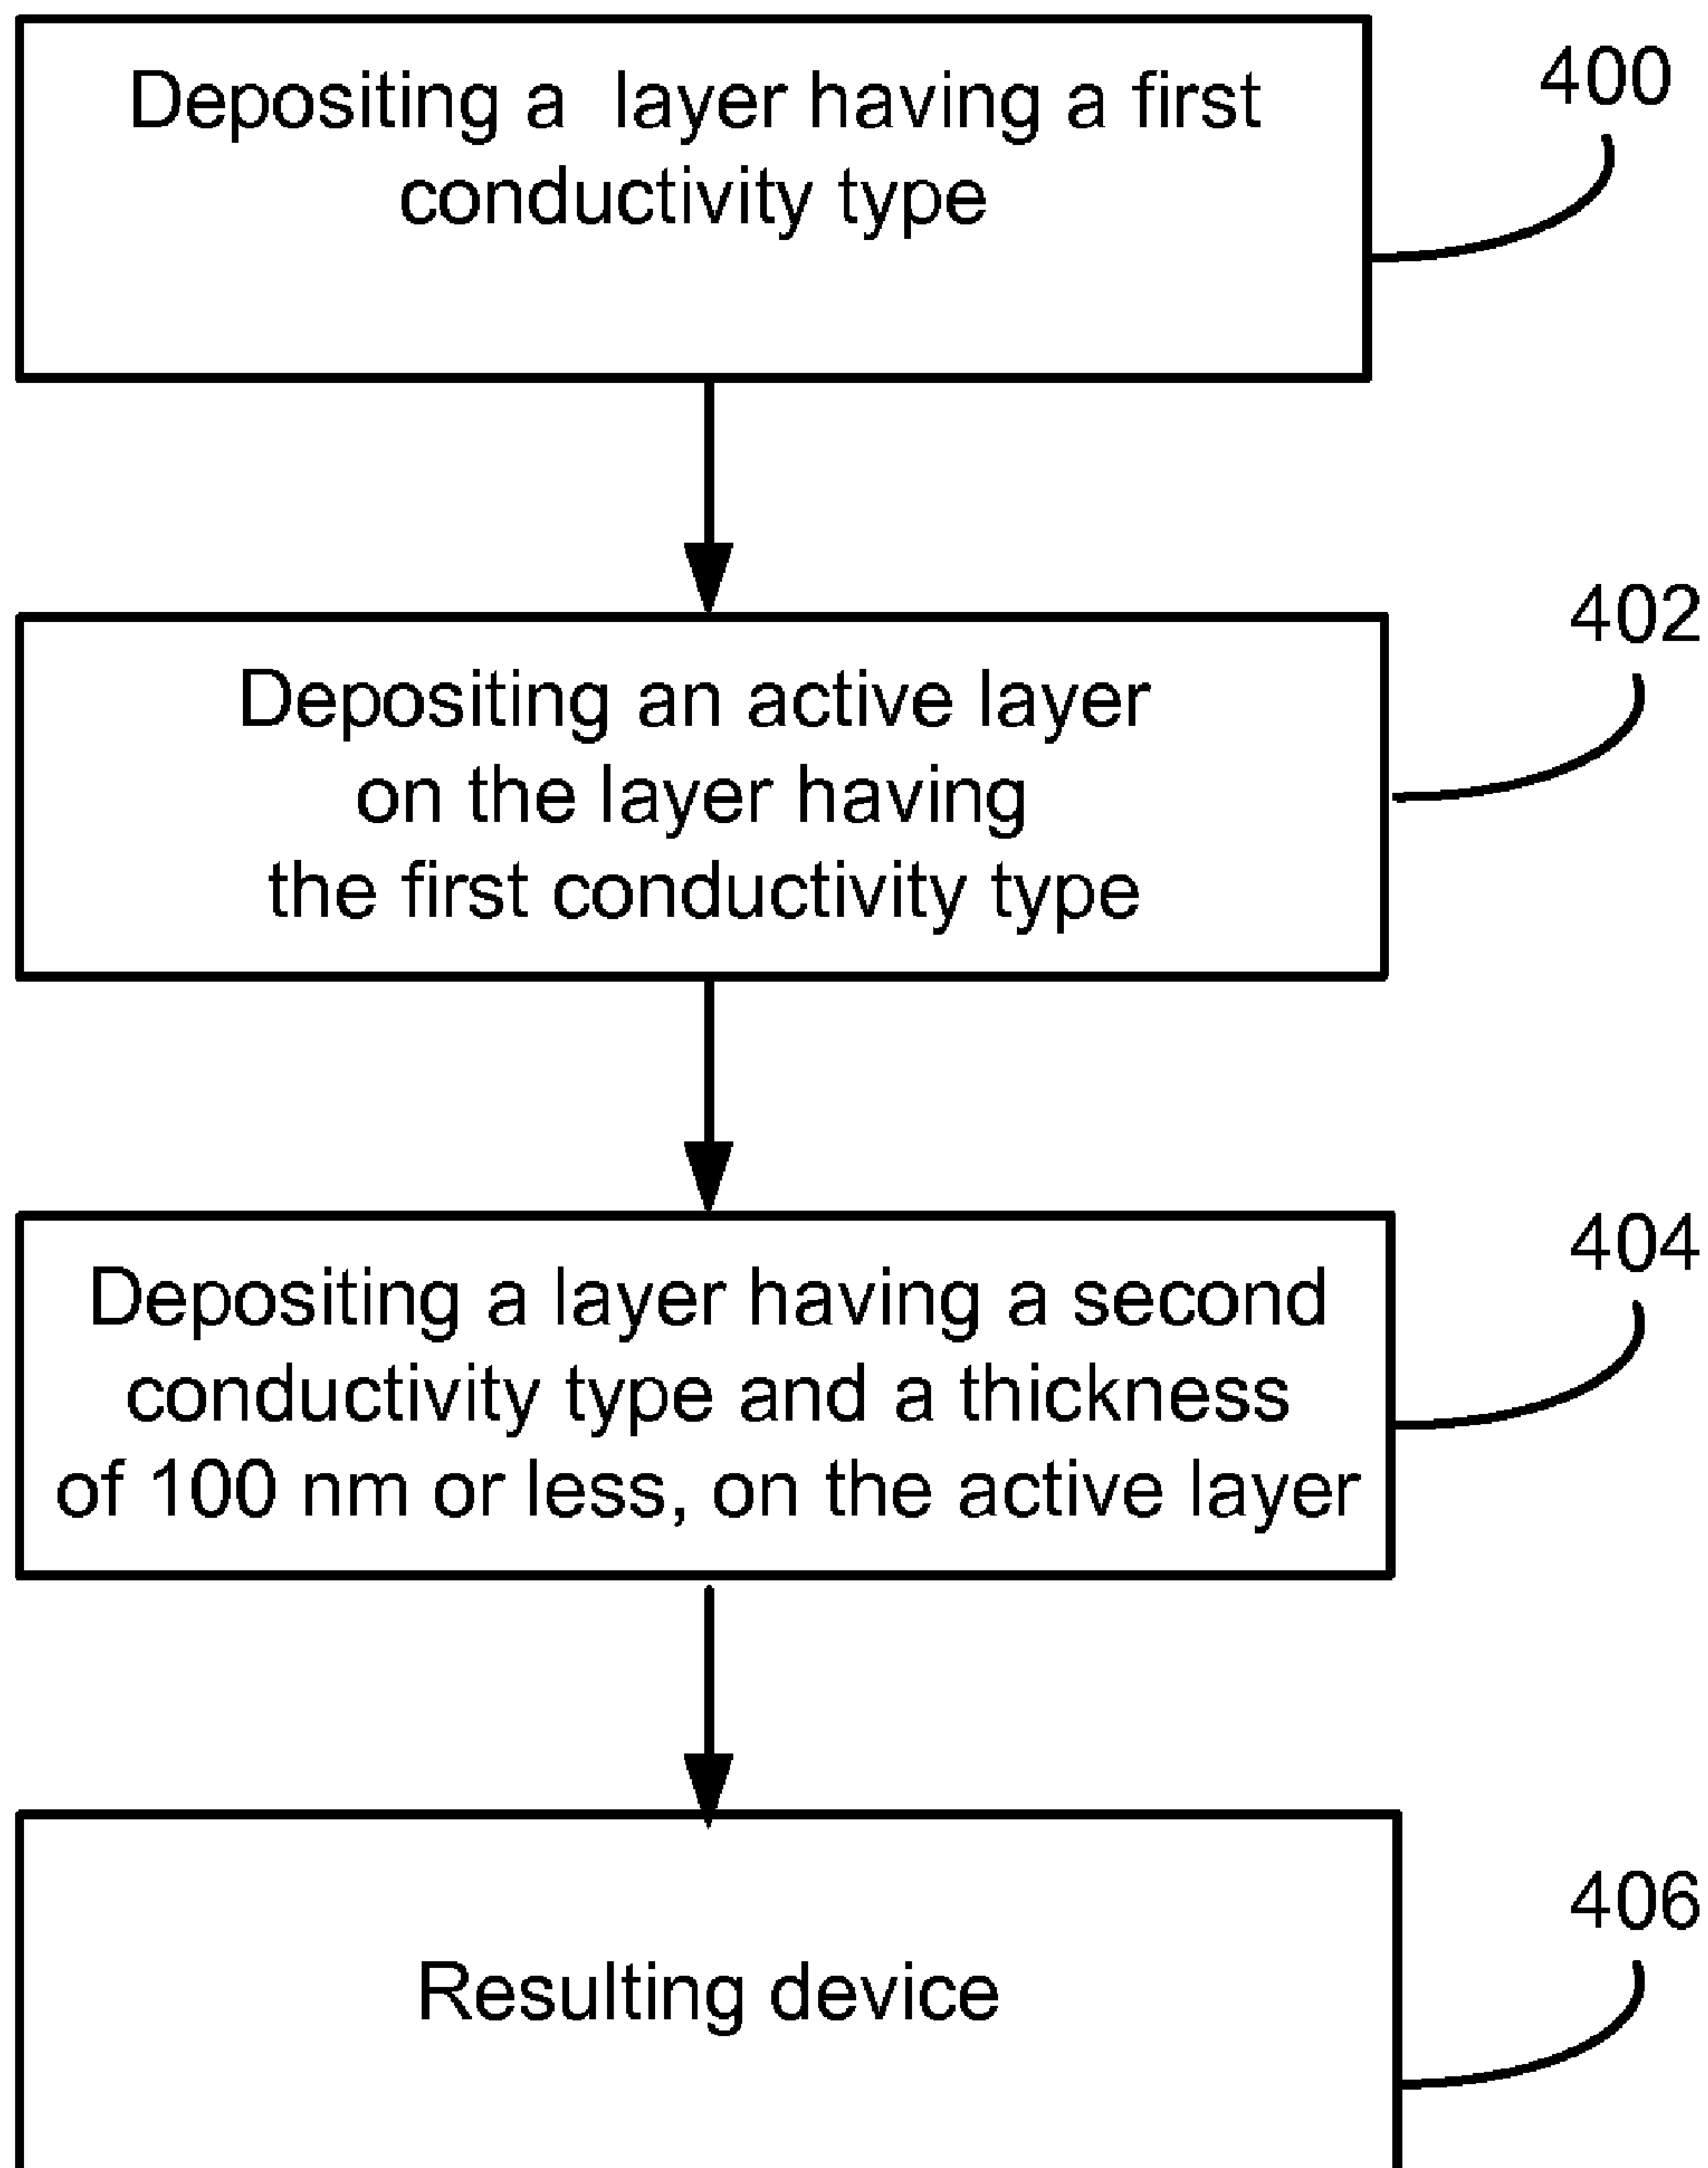 Depositing a layer having a first
conductivity type
400
Depositing an active layer
on the layer having
the first conductivity type
402
Depositing a layer having a second
conductivity type and a thickness
of 100 nm or less, on the active layer
404
Resulting device
406